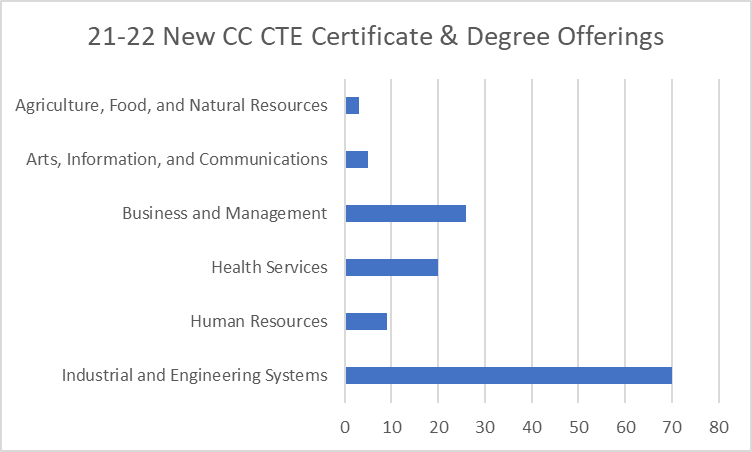 21-22 New CC CTE Certificate & Degree Offerings
Agriculture, Food, and Natural Resources
Arts, Information, and Communications
Business and Management
Health Services
Human Resources
Industrial and Engineering Systems
0 10 20 30 40 50 60 70 80